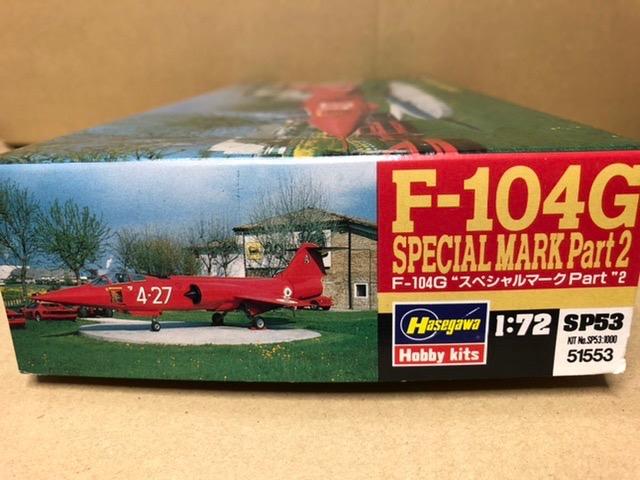 F-104G
SPECIAL MARK Part 2
F-104G "スペシャルマーク Part "2
4-27
Hasegawa
Hobby kits
1:72
SP53
KIT No.SP53:1000
51553